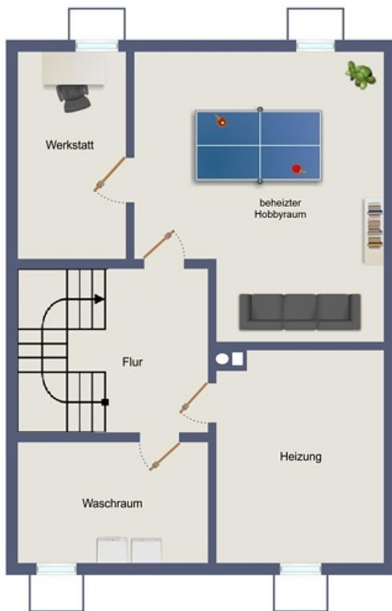 Werkstatt
beheizter
Hobbyraum
Flur
Heizung
Waschraum